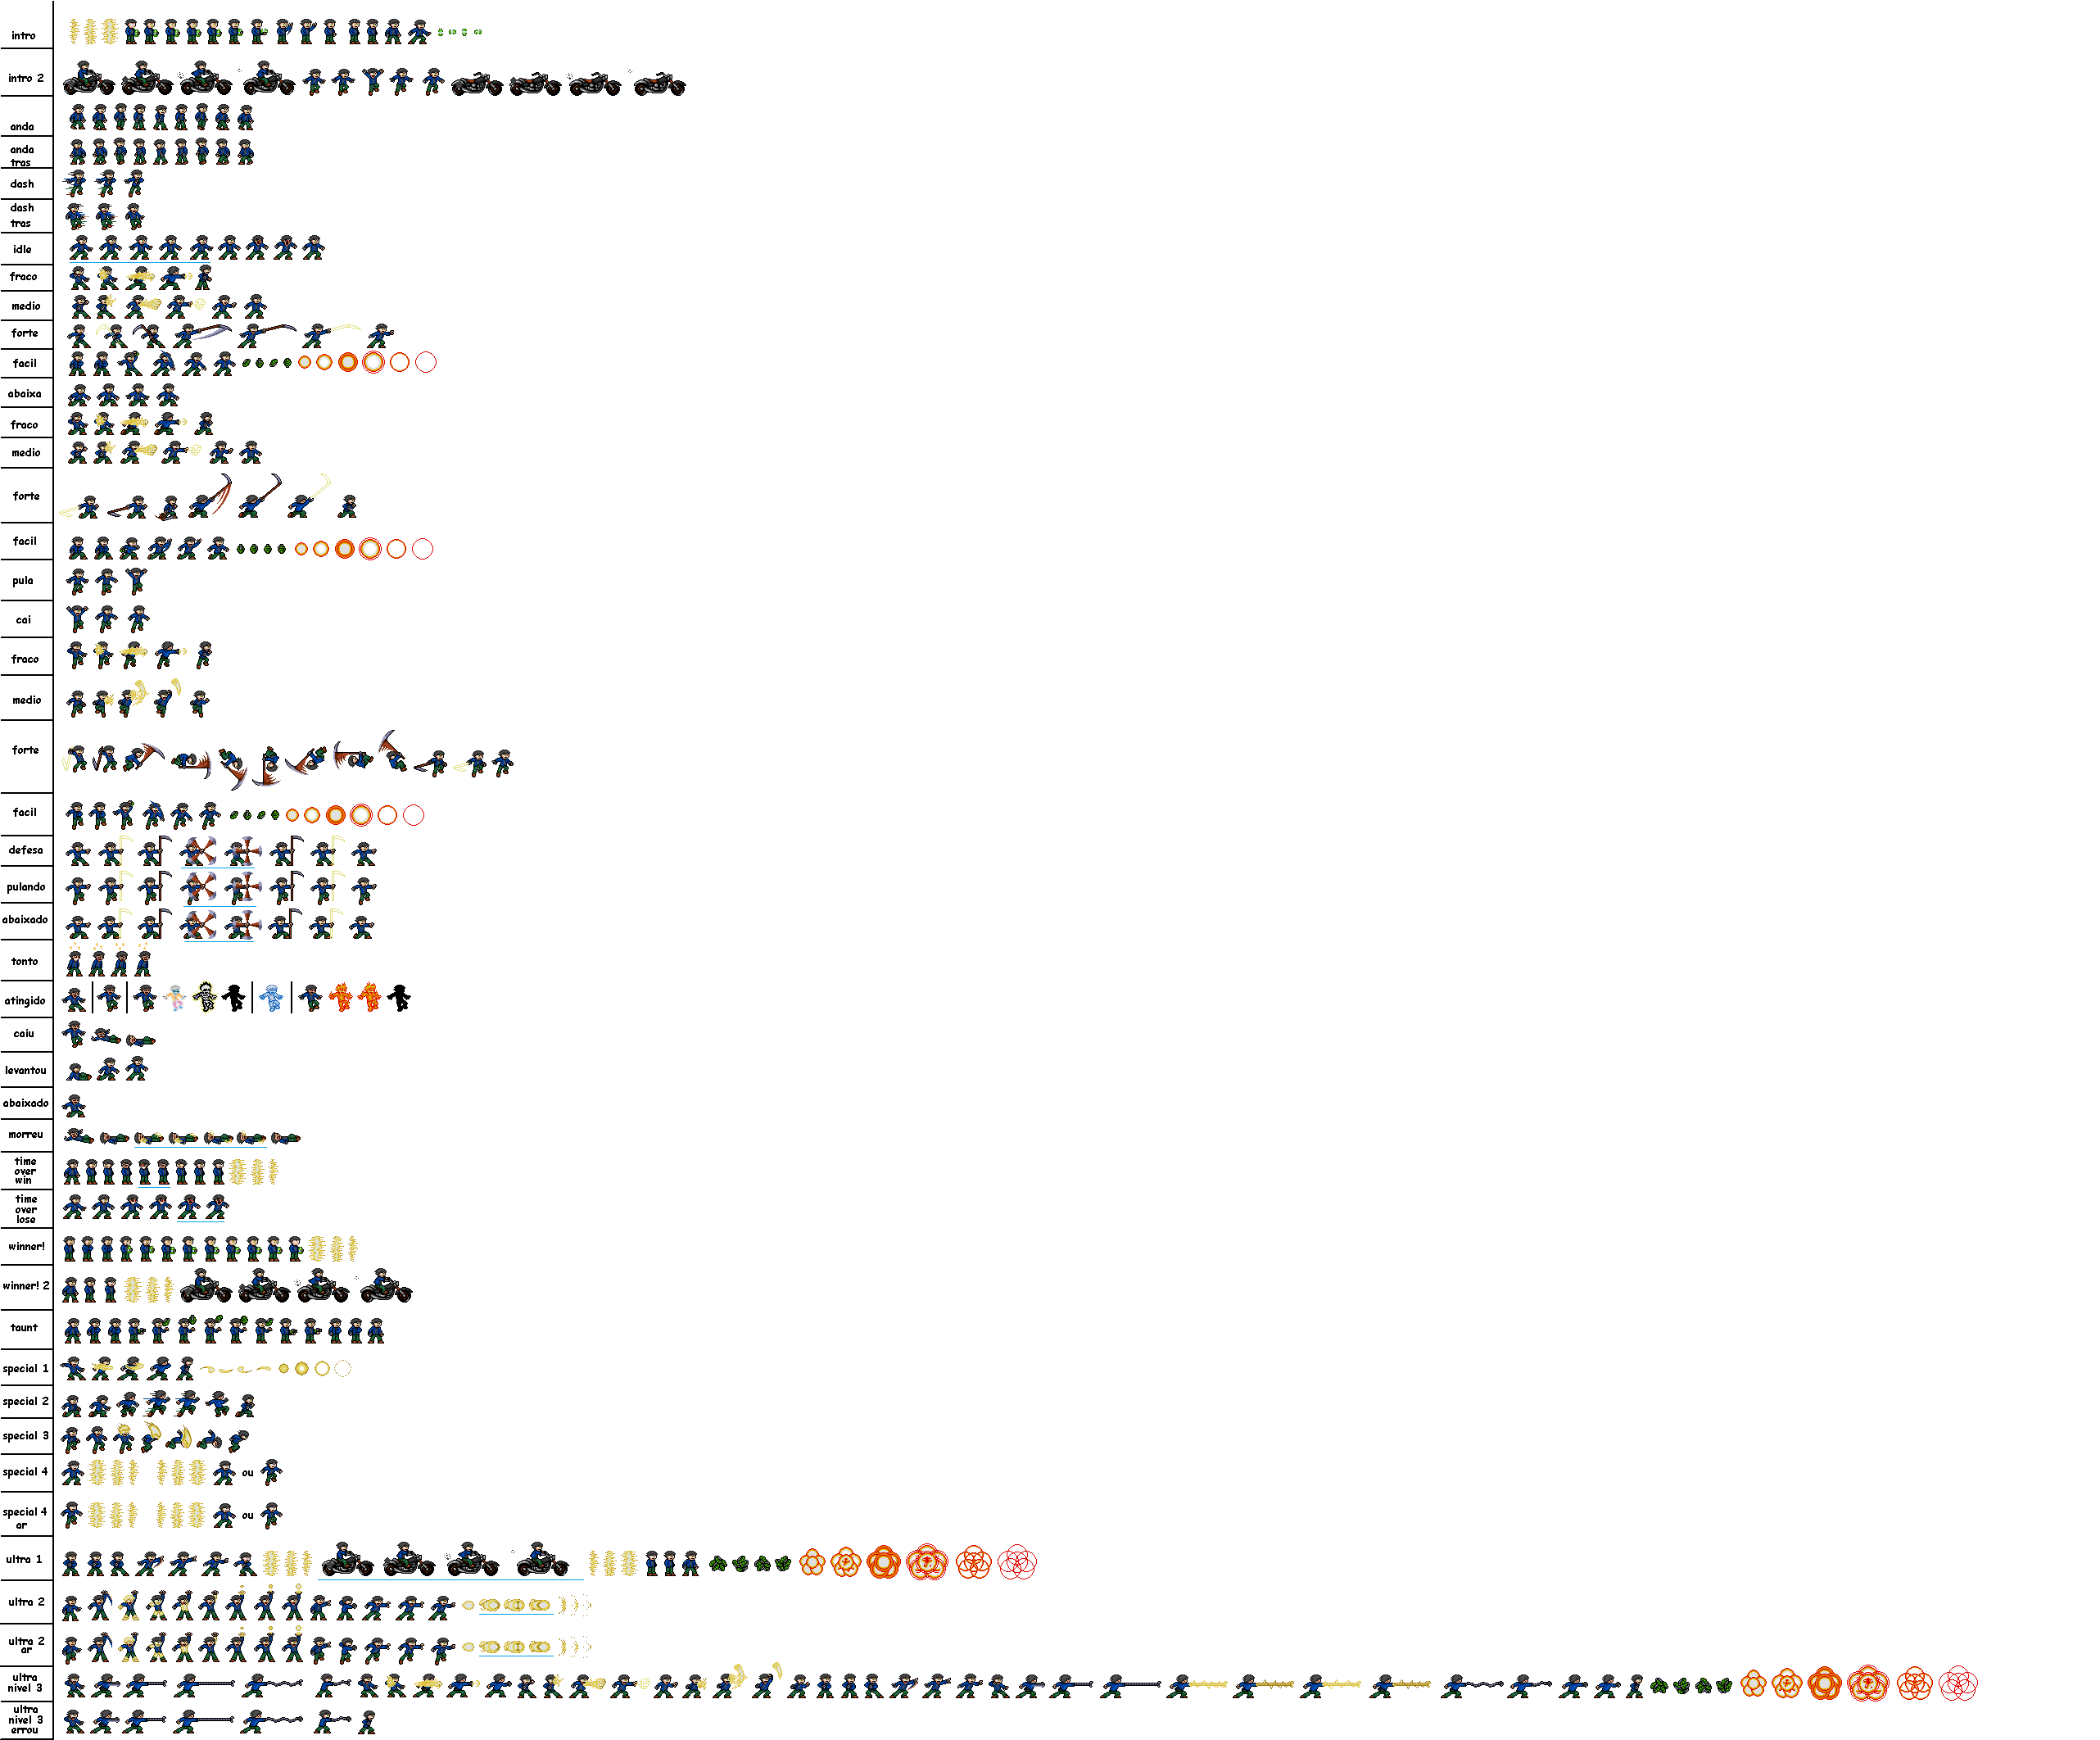 intro
intro 2
anda
anda
tras
dash
dash
tras
idle
fraco
medio
forte
facil
abaixa
fraco
medio
forte
facil
pula
cai
fraco
medio
forte
facil
defesa
pulando
abaixado
tonto
atingido
caiu
levantou
abaixado
morreu
time
over
win
time
over
lose
winner!
winner! 2
taunt
special 1
special 2
special 3
special 4
ou
special 4
ar
ou
ultra 1
ultra 2
ultra 2
ar
ultra
nivel 3
ultra
nivel 3
errou